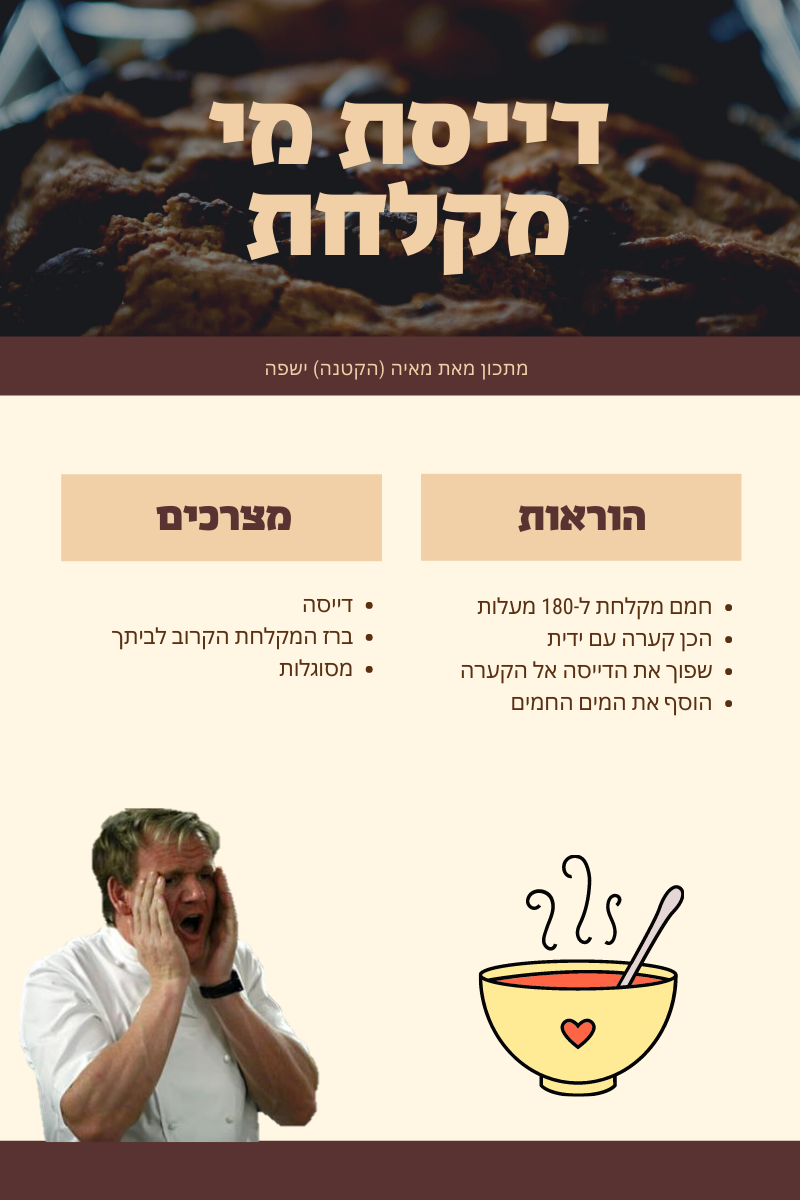 דייסת מי
מקלחת
מתכון מאת מאיה (הקטנה) ישפה
הוראות
• חמם מקלחת ל-180 מעלות
• הכן קערה עם ידית
• שפוך את הדייסה אל הקערה
• הוסף את המים החמים
מצרכים
• דייסה
• ברז המקלחת הקרוב לביתך
• מסוגלות